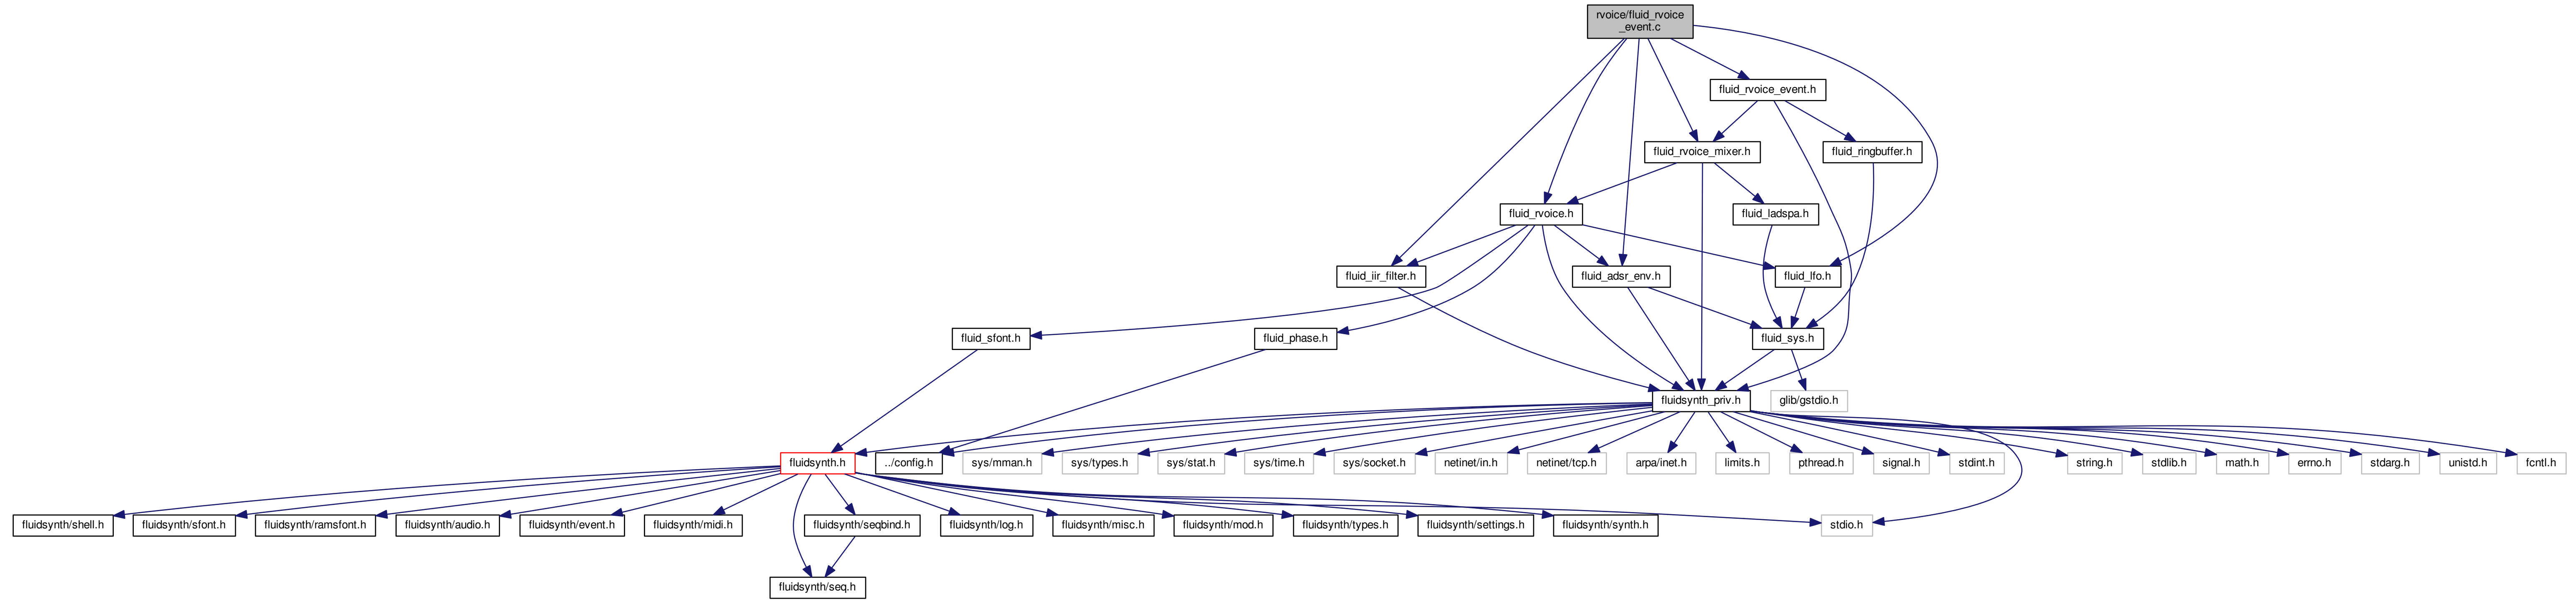 rvoice/fluid_rvoice
_event.c
fluid_rvoice_event.h
fluid_rvoice_mixer.h
fluid_ringbuffer.h
fluid_rvoice.h
fluid_ladspa.h
fluid_iir_filter.h
fluid_adsr_env.h
fluid_lfo.h
fluid_sfont.h
fluid_phase.h
fluid_sys.h
fluidsynth_priv.h
glib/gstdio.h
fluidsynth.h
../config.h
sys/mman.h
sys/types.h
sys/stat.h
sys/time.h
sys/socket.h
netinet/in.h
netinet/tcp.h
arpa/inet.h
limits.h
pthread.h
signal.h
stdint.h
string.h
stdlib.h
math.h
errno.h
stdarg.h
unistd.h
fcntl.h
fluidsynth/shell.h
fluidsynth/sfont.h
fluidsynth/ramsfont.h
fluidsynth/audio.h
fluidsynth/event.h
fluidsynth/midi.h
fluidsynth/seqbind.h
fluidsynth/log.h
fluidsynth/misc.h
fluidsynth/mod.h
fluidsynth/types.h
fluidsynth/settings.h
fluidsynth/synth.h
stdio.h
fluidsynth/seq.h